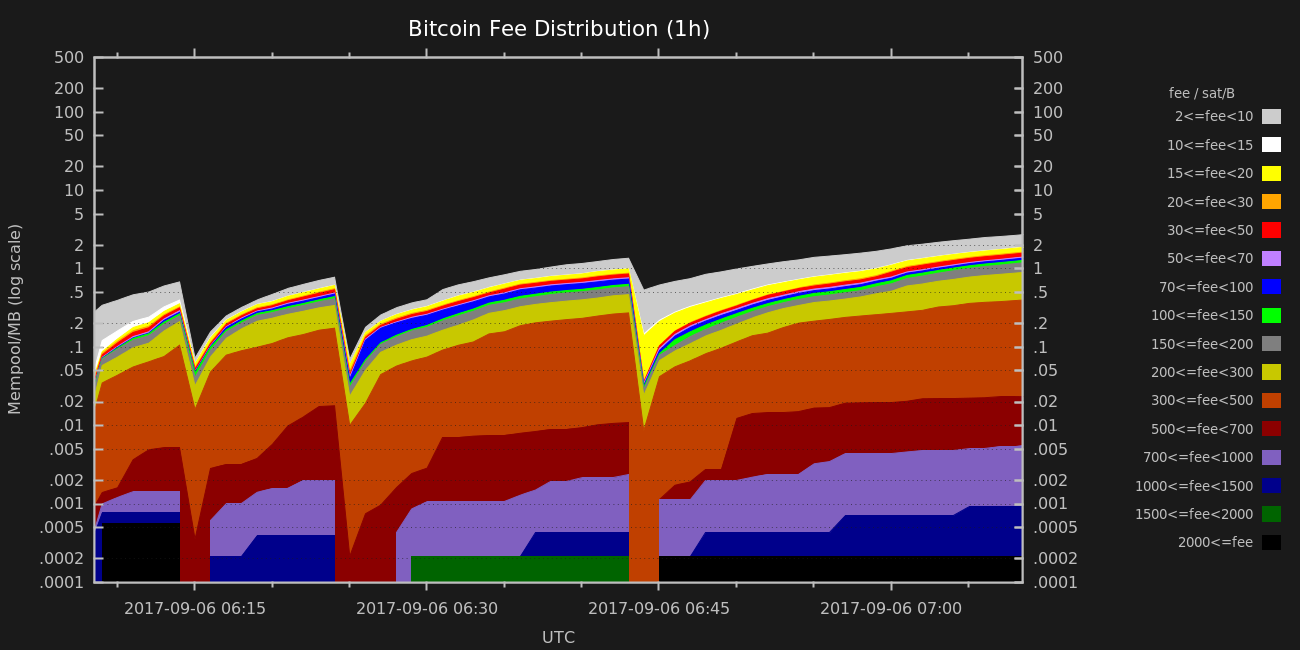 Bitcoin Fee Distribution (1h)
Mempool/MB (log scale)
500
200
100
50
20
10
5
2
1
.5
.2
.1
.05
.02
.01
.005
.002
.001
.0005
.0002
.0001
500
200
100
50
20
10
5
2
1
.5
.2
.1
.05
.02
.01
.005
.002
.001
.0005
.0002
.0001
2017-09-06 06:15 2017-09-06 06:30 2017-09-06 06:45 2017-09-06 07:00
UTC
fee / sat/B
2<=fee<10
10<=fee<15
15<=fee<20
20<=fee<30
30<=fee<50
50<=fee<70
70<=fee<100
100<=fee<150
150<=fee<200
200<=fee<300
300<=fee<500
500<=fee<700
700<=fee<1000
1000<=fee<1500
1500<=fee<2000
2000<=fee